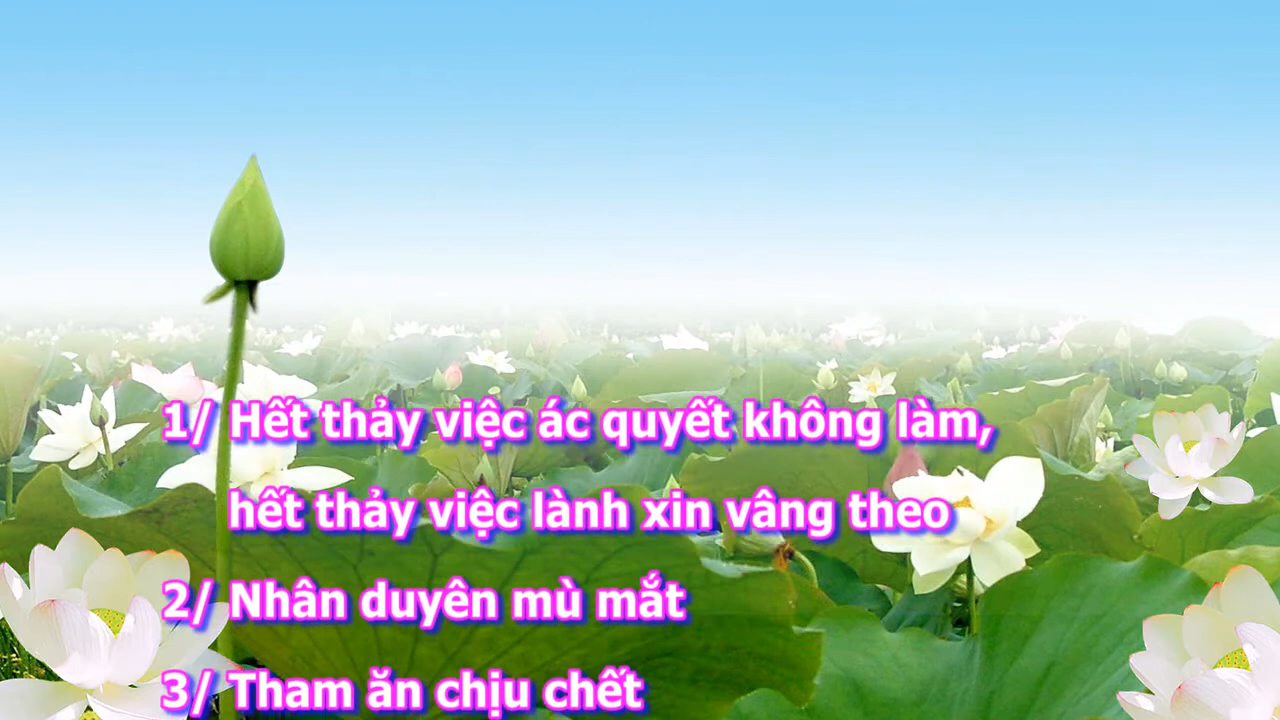 1/ Hết thảy việc ác quyết không làm,
hết thảy việc lành xin vâng theo
2/ Nhân duyên mù mắt
3/ Tham ăn chịu chết